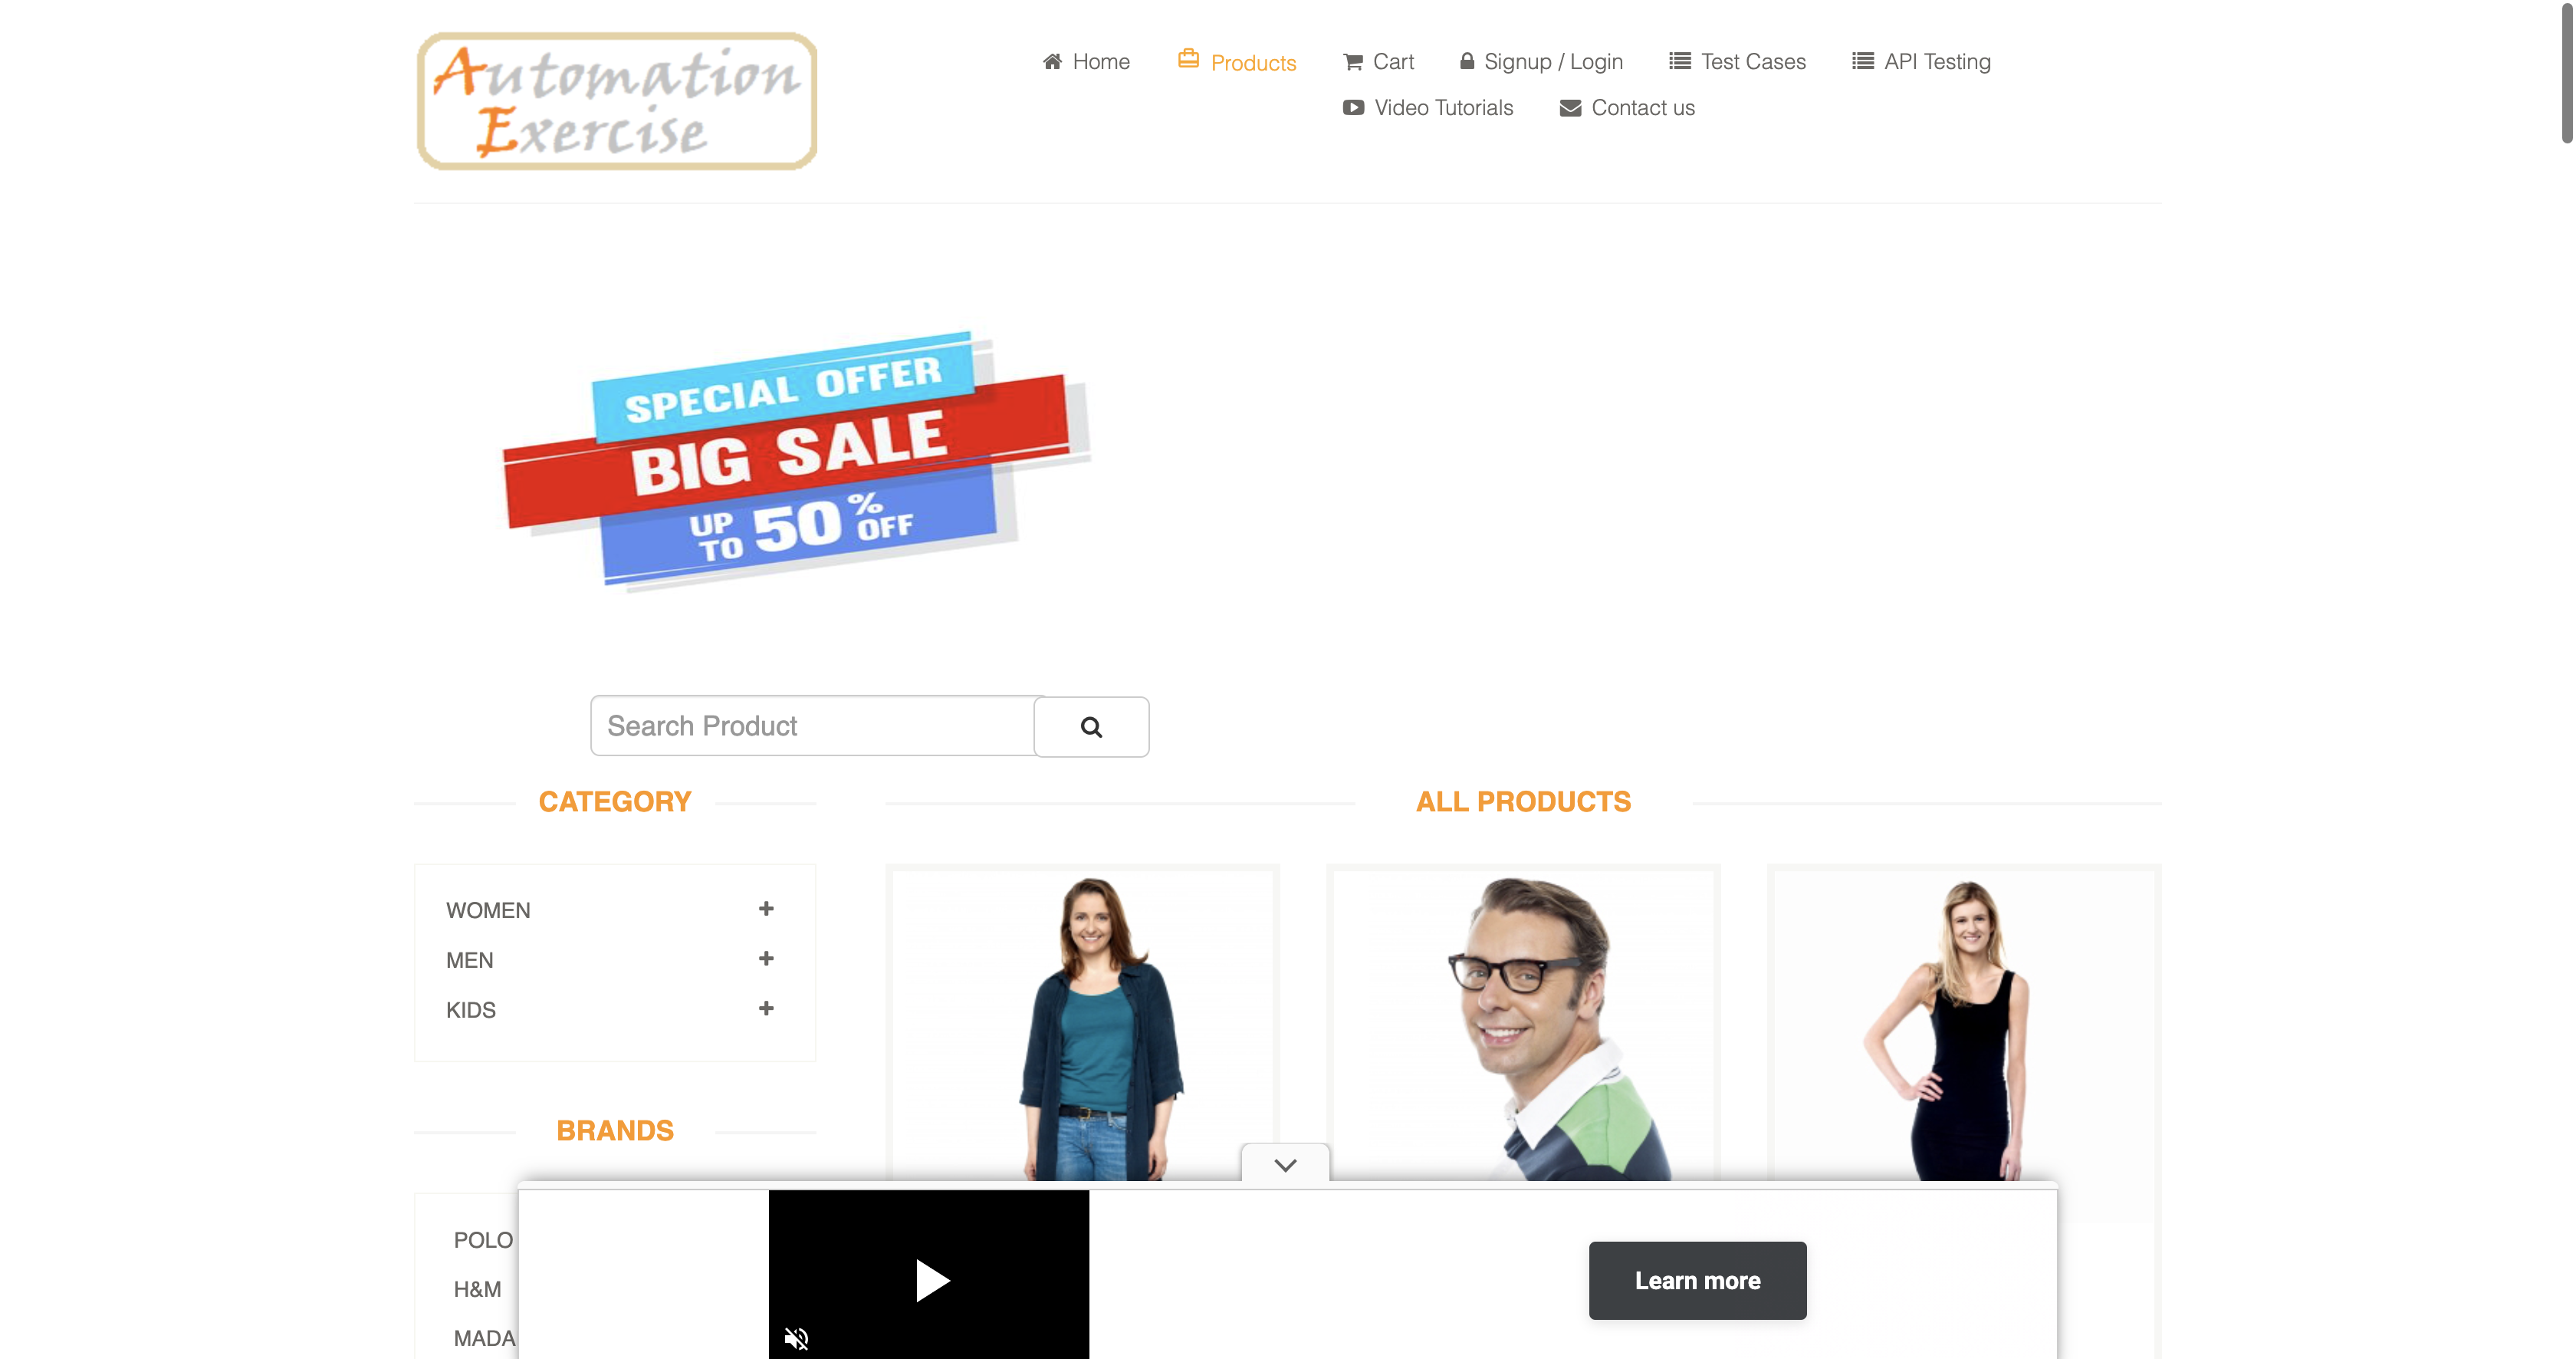 Automation
Exercise
Home
Products
Cart
Signup / Login
Test Cases
API Testing
Video Tutorials
Contact us
SPECIAL OFFER
BIG SALE
UP TO 50% OFF
Search Product
CATEGORY
ALL PRODUCTS
WOMEN
MEN
KIDS
BRANDS
POLO
H&M
MADA
Learn more